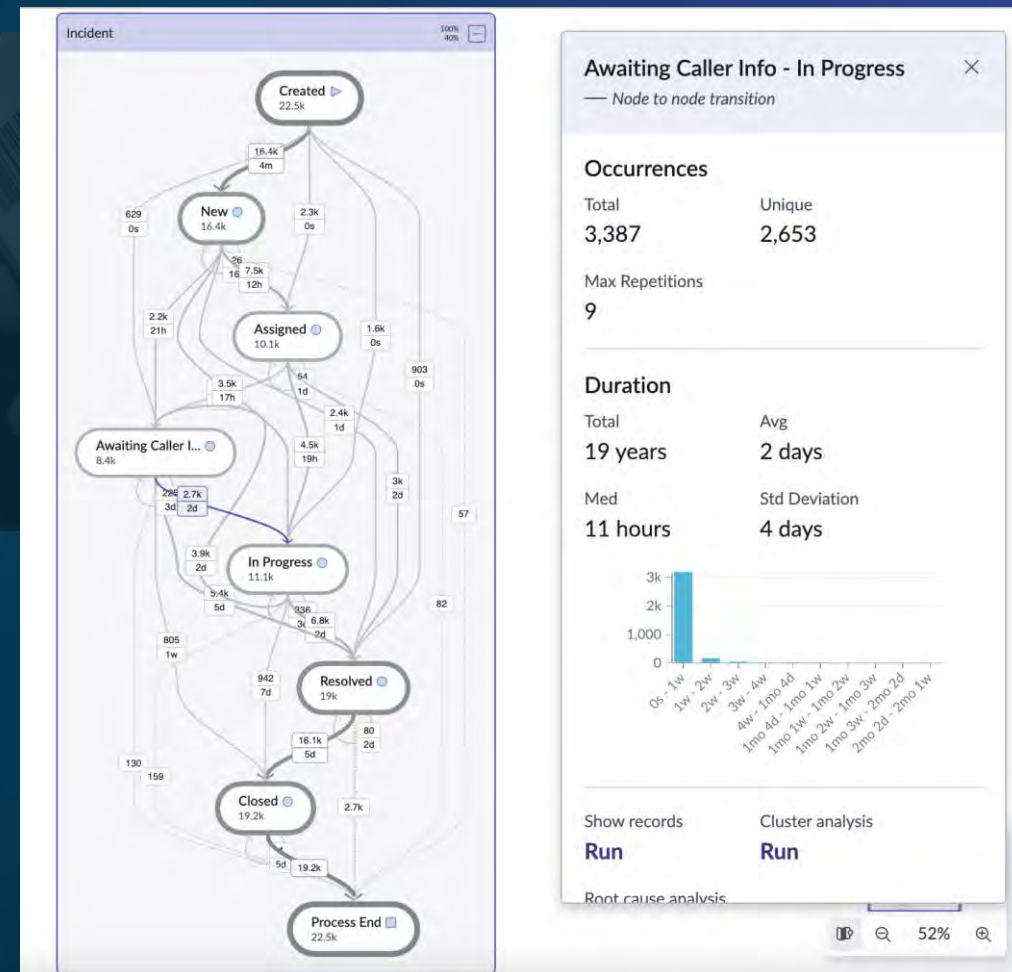 Incident
100%
40%
Created
22.5k
16.4k
4m
New
16.4k
629
0s
2.3k
0s
26
16
7.5k
12h
2.2k
21h
Assigned
10.1k
1.6k
0s
903
0s
3.5k
17h
54
1d
2.4k
1d
Awaiting Caller I...
8.4k
4.5k
19h
3k
2d
3d
2.7k
2d
57
In Progress
11.1k
3.9k
2d
5.4k
5d
336
6.8k
2d
82
805
1w
942
7d
Resolved
19k
80
2d
16.1k
5d
130
159
Closed
19.2k
2.7k
5d
19.2k
Process End
22.5k
Awaiting Caller Info - In Progress
Node to node transition
Occurrences
Total Unique
3,387 2,653
Max Repetitions
9
Duration
Total Avg
19 years 2 days
Med Std Deviation
11 hours 4 days
3k
2k
1,000
0
0s - 1w
1w - 2w
2w - 3w
3w - 4w
4w - 1mo 4d
1mo 4d - 1mo 1w
1mo 1w - 1mo 2w
1mo 2w - 1mo 3w
1mo 3w - 2mo 2d
2mo 2d - 2mo 1w
Show records Cluster analysis
Run Run
Root cause analysis
52%